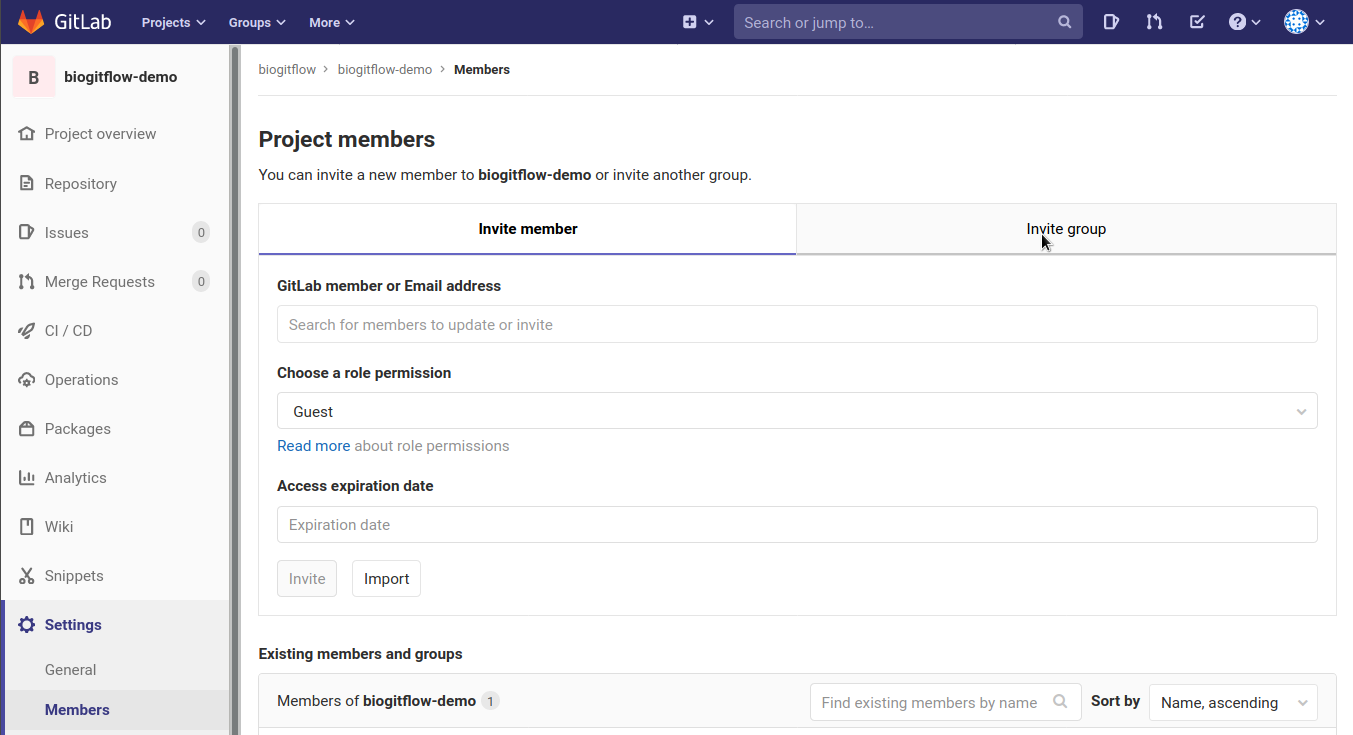 GitLab Projects Groups More Search or jump to...
B biogitflow-demo
Project overview
Repository
Issues 0
Merge Requests 0
CI / CD
Operations
Packages
Analytics
Wiki
Snippets
Settings
General
Members
biogitflow > biogitflow-demo > Members
Project members
You can invite a new member to biogitflow-demo or invite another group.
Invite member Invite group
GitLab member or Email address
Search for members to update or invite
Choose a role permission
Guest
Read more about role permissions
Access expiration date
Expiration date
Invite Import
Existing members and groups
Members of biogitflow-demo 1 Find existing members by name Sort by Name, ascending